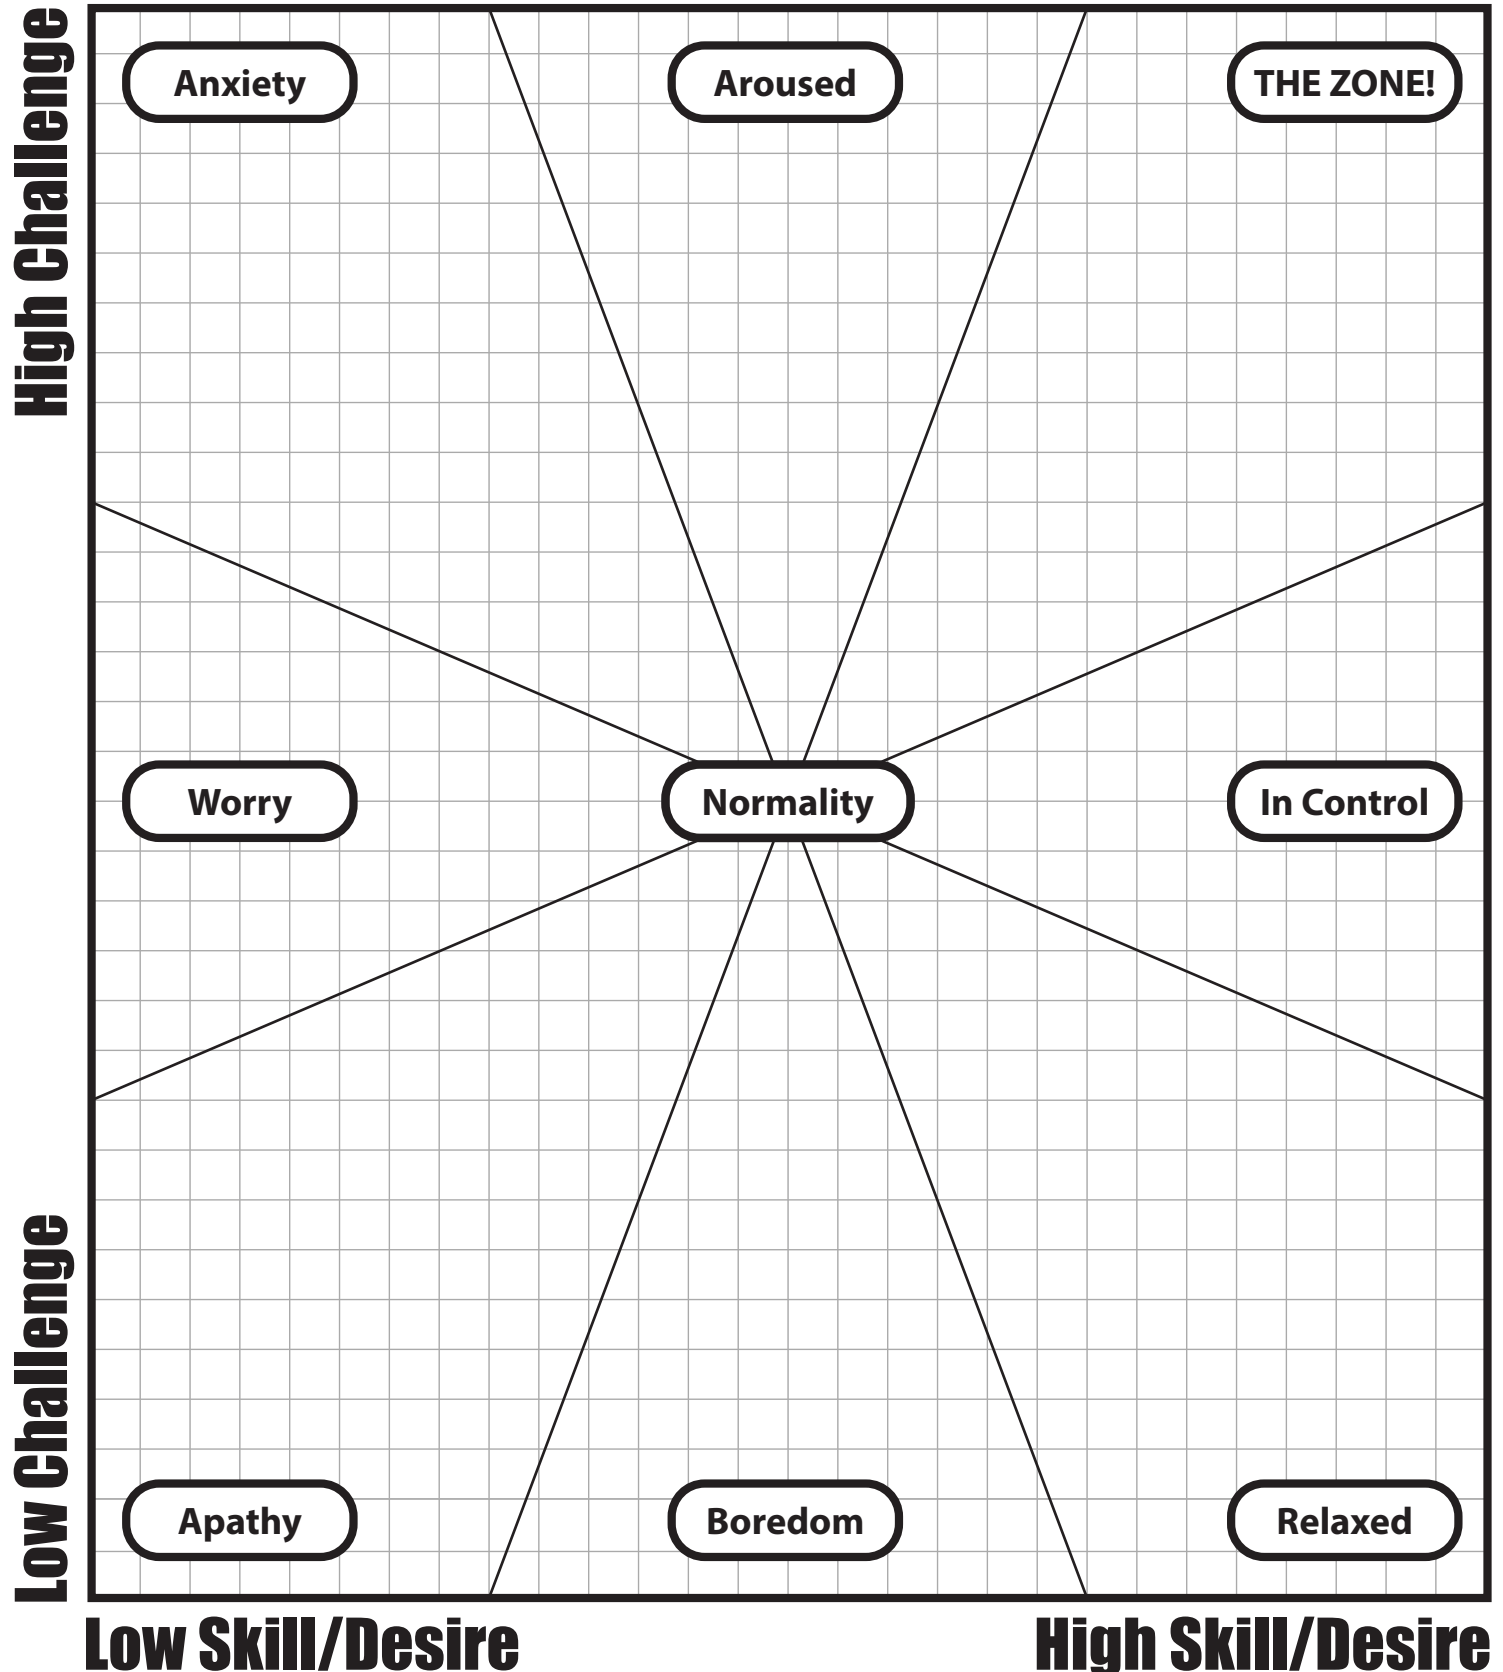 High Challenge
Anxiety
Aroused
THE ZONE!
Worry
Normality
In Control
Low Challenge
Apathy
Boredom
Relaxed
Low Skill/Desire
High Skill/Desire